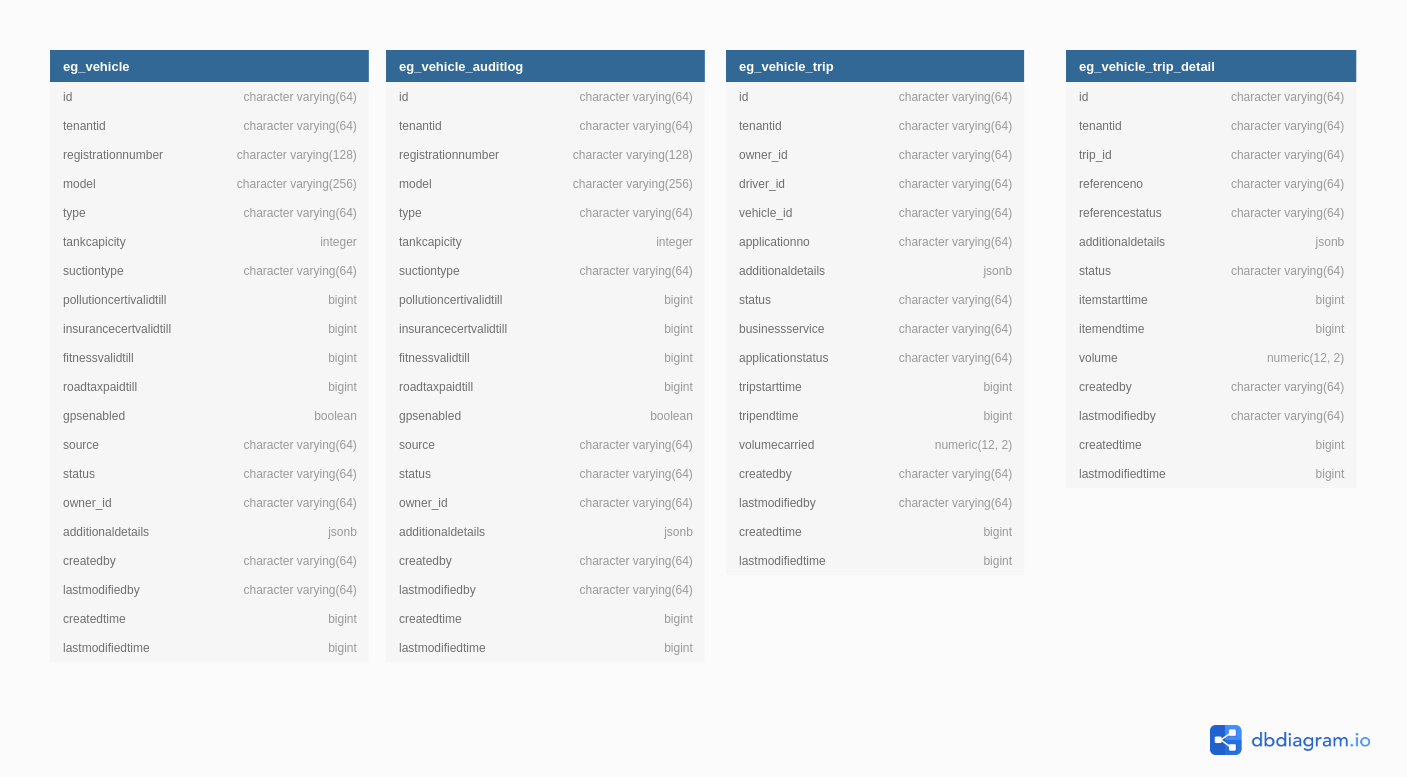 eg_vehicle
id character varying(64)
tenantid character varying(64)
registrationnumber character varying(128)
model character varying(256)
type character varying(64)
tankcapicity integer
suctiontype character varying(64)
pollutioncertivalidtill bigint
insurancecertvalidtill bigint
fitnessvalidtill bigint
roadtaxpaidtill bigint
gpsenabled boolean
source character varying(64)
status character varying(64)
owner_id character varying(64)
additionaldetails jsonb
createdby character varying(64)
lastmodifiedby character varying(64)
createdtime bigint
lastmodifiedtime bigint
eg_vehicle_auditlog
id character varying(64)
tenantid character varying(64)
registrationnumber character varying(128)
model character varying(256)
type character varying(64)
tankcapicity integer
suctiontype character varying(64)
pollutioncertivalidtill bigint
insurancecertvalidtill bigint
fitnessvalidtill bigint
roadtaxpaidtill bigint
gpsenabled boolean
source character varying(64)
status character varying(64)
owner_id character varying(64)
additionaldetails jsonb
createdby character varying(64)
lastmodifiedby character varying(64)
createdtime bigint
lastmodifiedtime bigint
eg_vehicle_trip
id character varying(64)
tenantid character varying(64)
owner_id character varying(64)
driver_id character varying(64)
vehicle_id character varying(64)
applicationno character varying(64)
additionaldetails jsonb
status character varying(64)
businessservice character varying(64)
applicationstatus character varying(64)
tripstarttime bigint
tripendtime bigint
volumecarried numeric(12, 2)
createdby character varying(64)
lastmodifiedby character varying(64)
createdtime bigint
lastmodifiedtime bigint
eg_vehicle_trip_detail
id character varying(64)
tenantid character varying(64)
trip_id character varying(64)
referenceno character varying(64)
referencestatus character varying(64)
additionaldetails jsonb
status character varying(64)
itemstarttime bigint
itemendtime bigint
volume numeric(12, 2)
createdby character varying(64)
lastmodifiedby character varying(64)
createdtime bigint
lastmodifiedtime bigint
dbdiagram.io